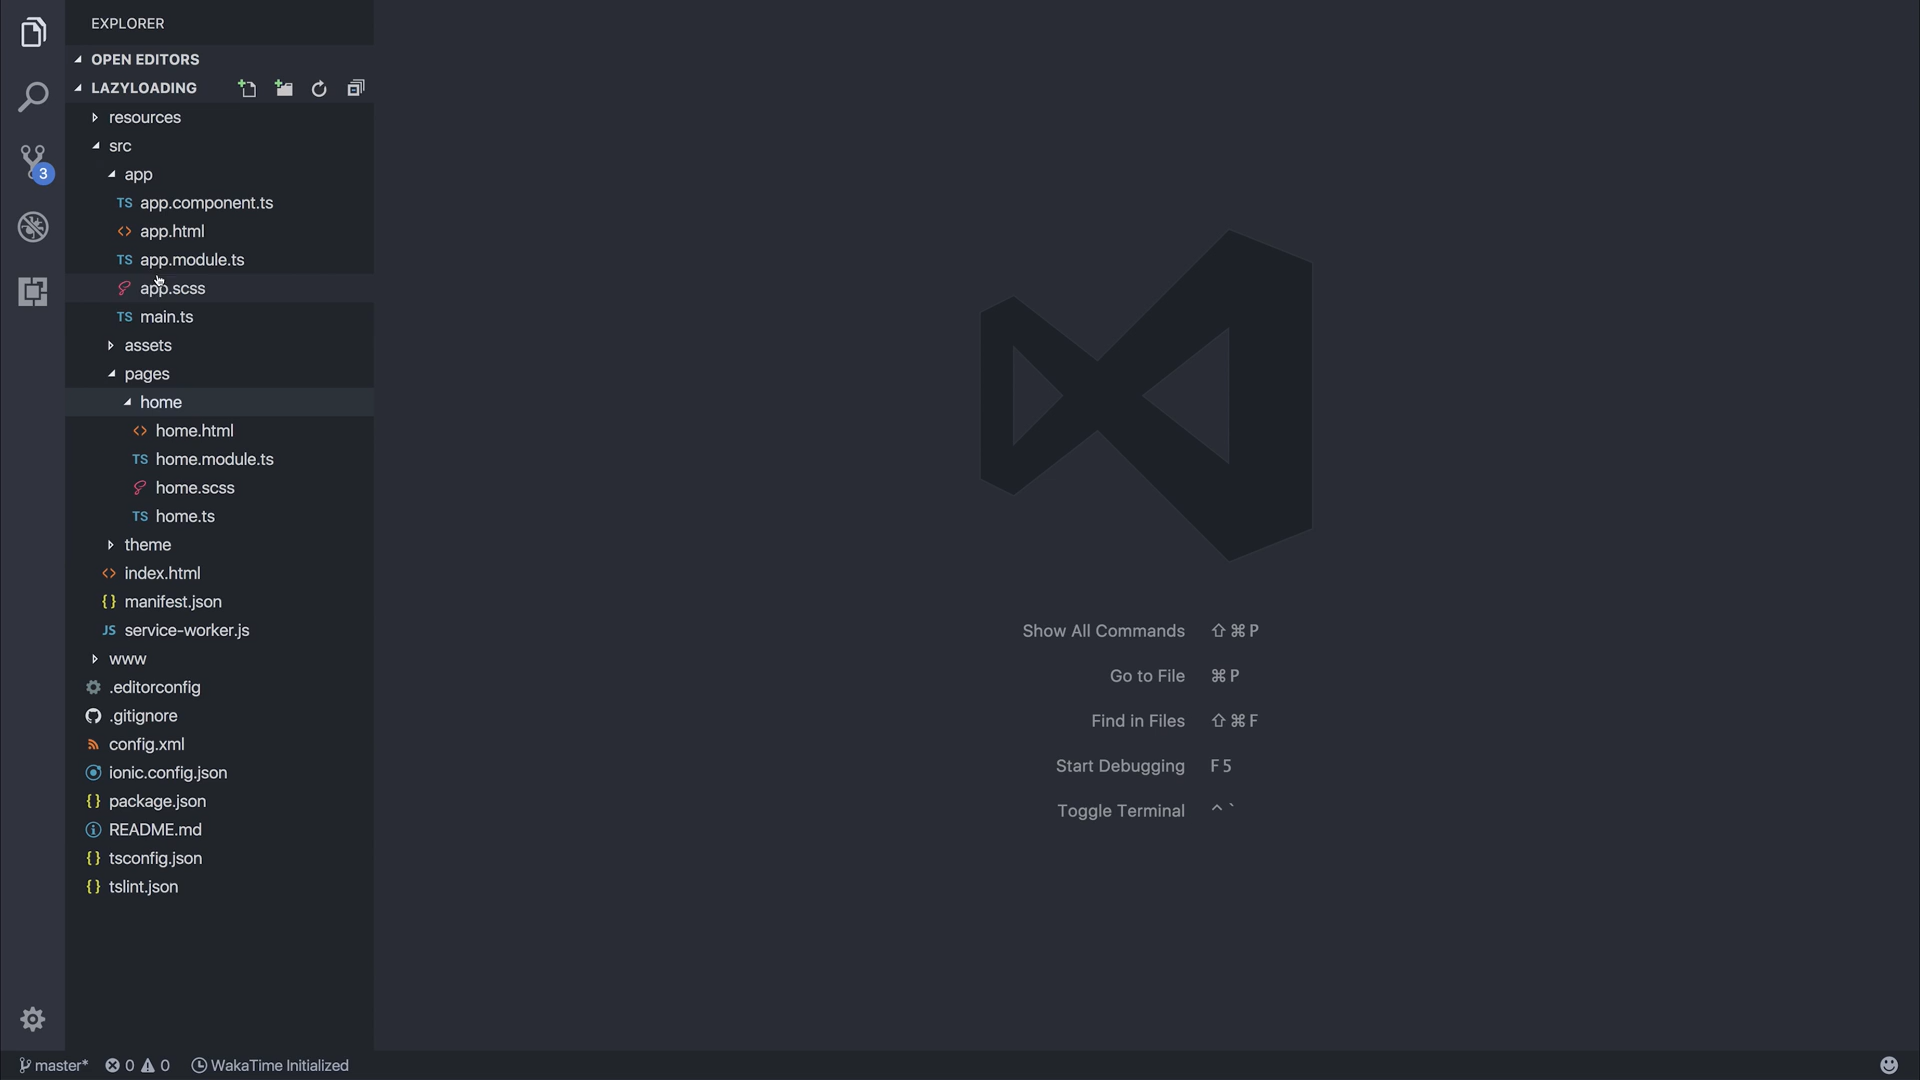 EXPLORER
OPEN EDITORS
LAZYLOADING
resources
src
3
app
TS app.component.ts
<> app.html
TS app.module.ts
app.scss
TS main.ts
assets
pages
home
<> home.html
TS home.module.ts
home.scss
TS home.ts
theme
<> index.html
{} manifest.json
JS service-worker.js
www
.editorconfig
.gitignore
config.xml
ionic.config.json
{} package.json
README.md
{} tsconfig.json
{} tslint.json
Show All Commands ⇧⌘P
Go to File ⌘P
Find in Files ⇧⌘F
Start Debugging F5
Toggle Terminal ^`
master* 0 0 WakaTime Initialized